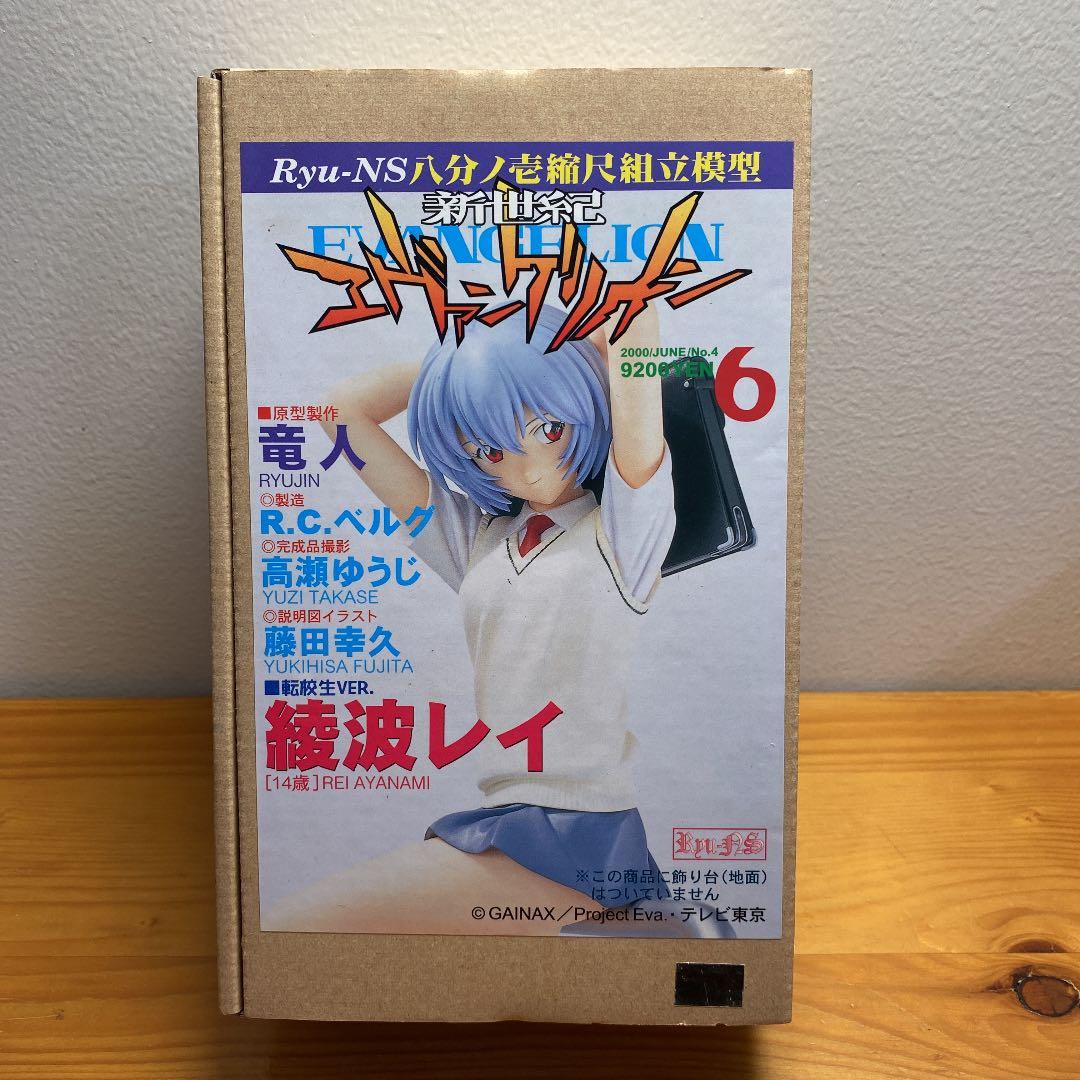 Ryu-NS 八分ノ壱縮尺組立模型
新世紀
EVANGELION
ヱヴァンゲリヲン
2000/JUNE/No.4
9200YEN
6
■原型製作
竜人
RYUJIN
◎製造
R.C.ベルグ
◎完成品撮影
高瀬ゆうじ
YUZI TAKASE
◎説明図イラスト
藤田幸久
YUKIHISA FUJITA
■転校生VER.
綾波レイ
[14歳]REI AYANAMI
Ryu-NS
※この商品に飾り台(地面)
はついていません
©GAINAX/Project Eva.・テレビ東京